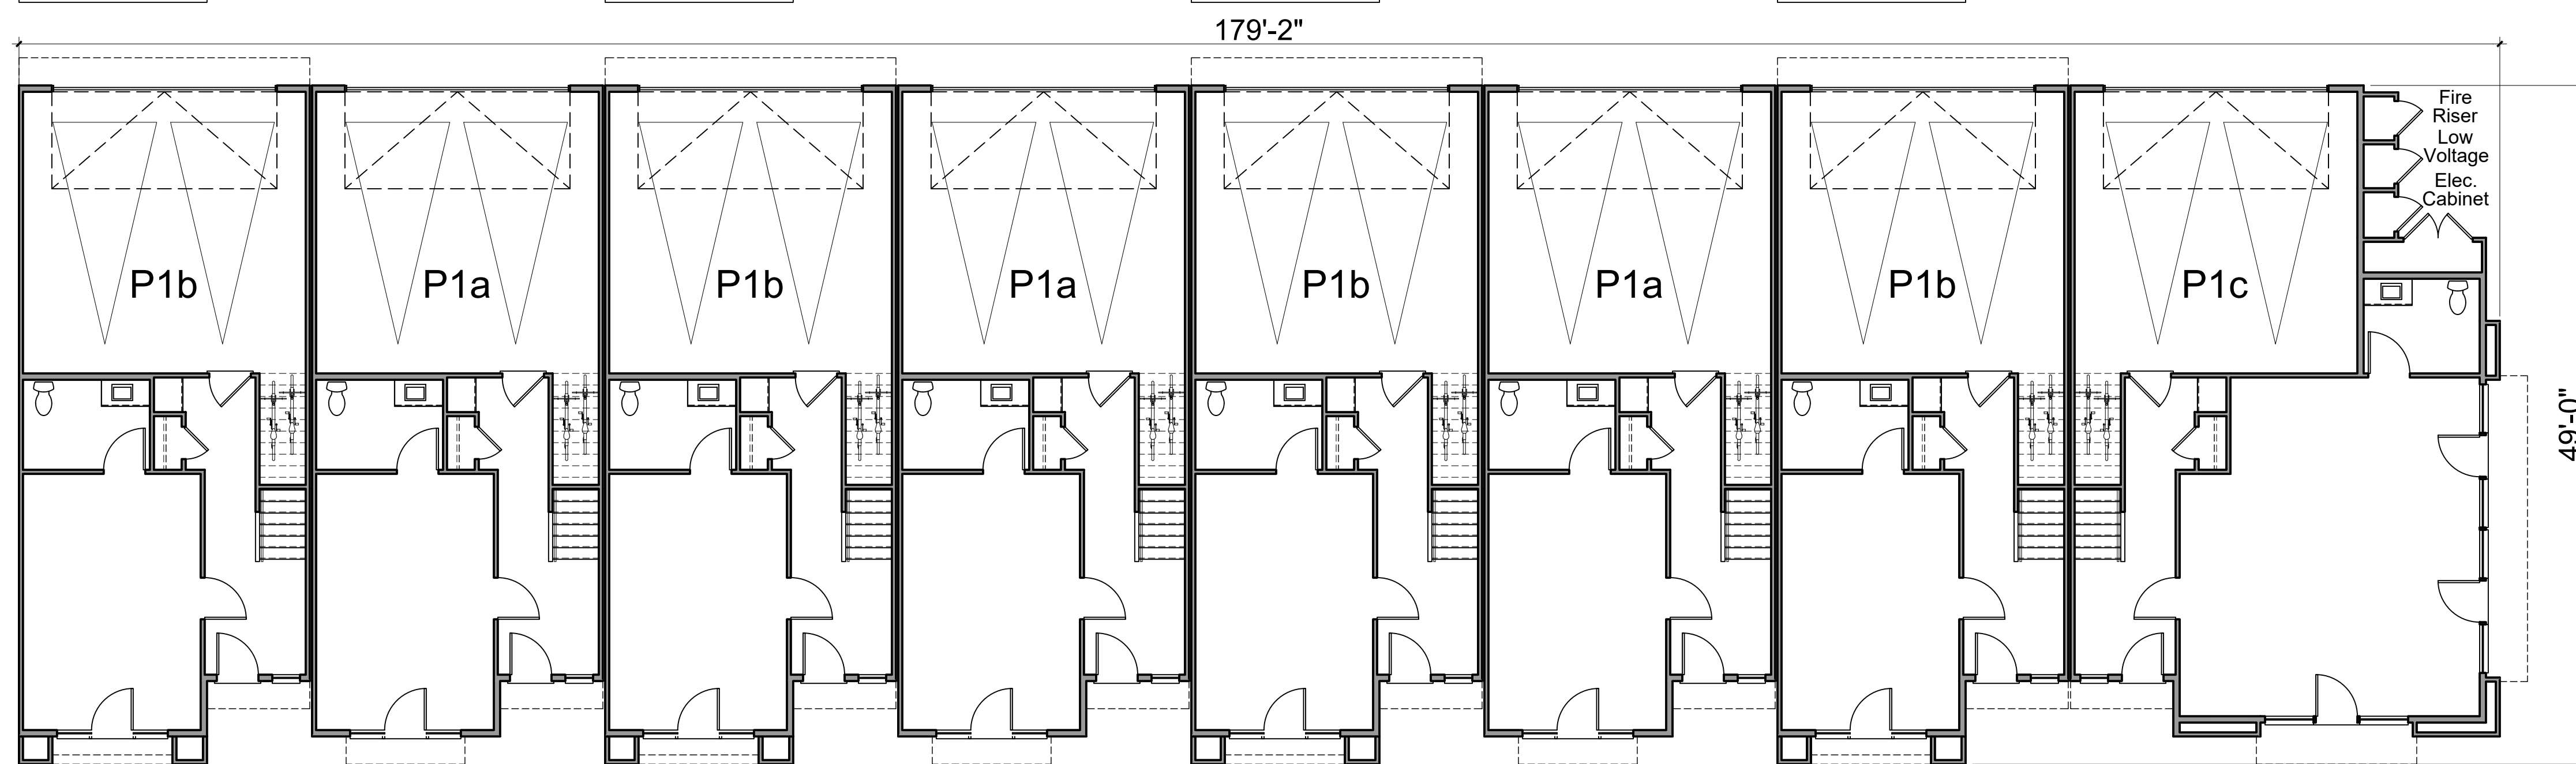 179'-2"
Fire
Riser
Low
Voltage
Elec.
Cabinet
P1b
P1a
P1b
P1a
P1b
P1a
P1b
P1c
49'-0"